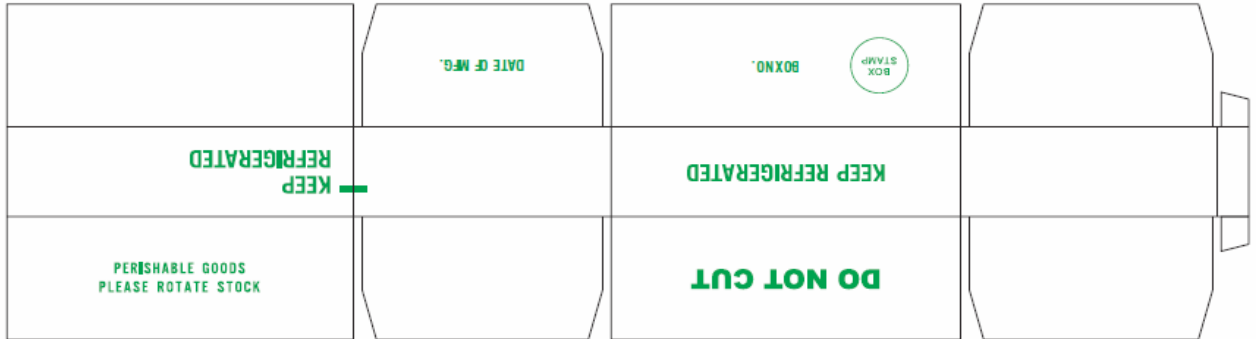 DATE OF MFG.
BOX NO.
BOX
STAMP
KEEP
REFRIGERATED
KEEP REFRIGERATED
PERISHABLE GOODS
PLEASE ROTATE STOCK
DO NOT CUT